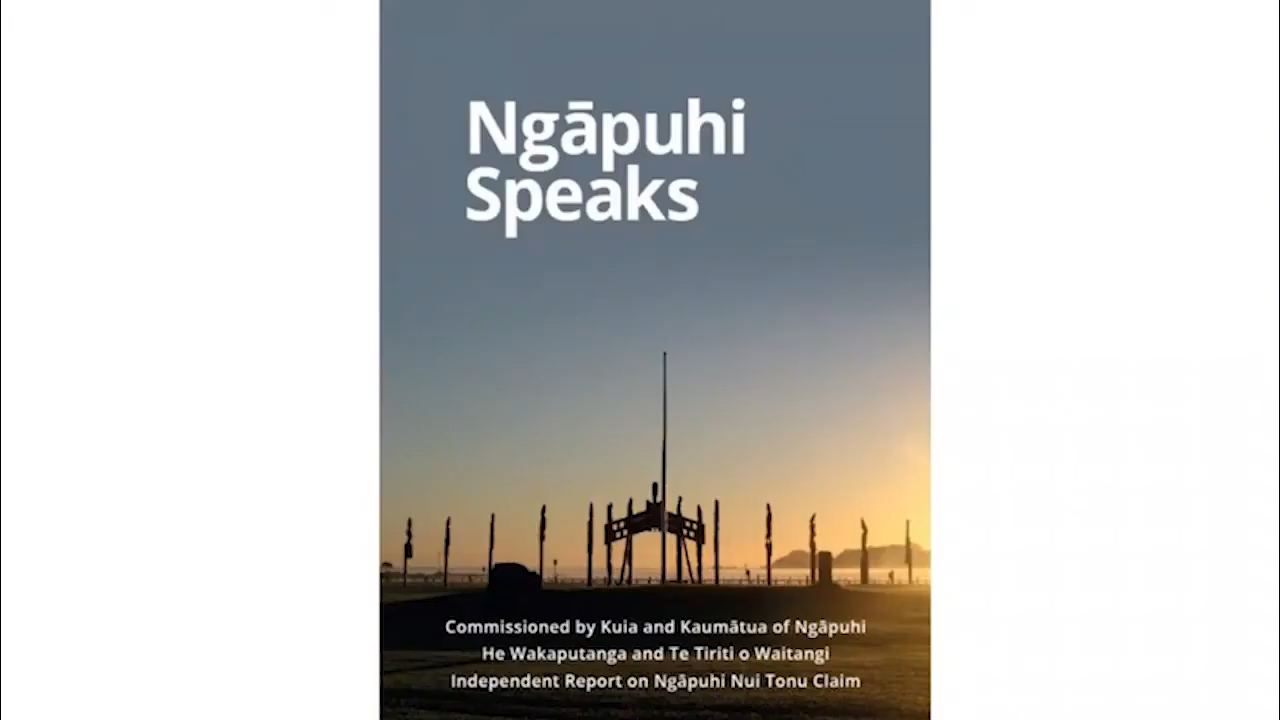 Ngāpuhi
Speaks
Commissioned by Kuia and Kaumātua of Ngāpuhi
He Wakaputanga and Te Tiriti o Waitangi
Independent Report on Ngāpuhi Nui Tonu Claim